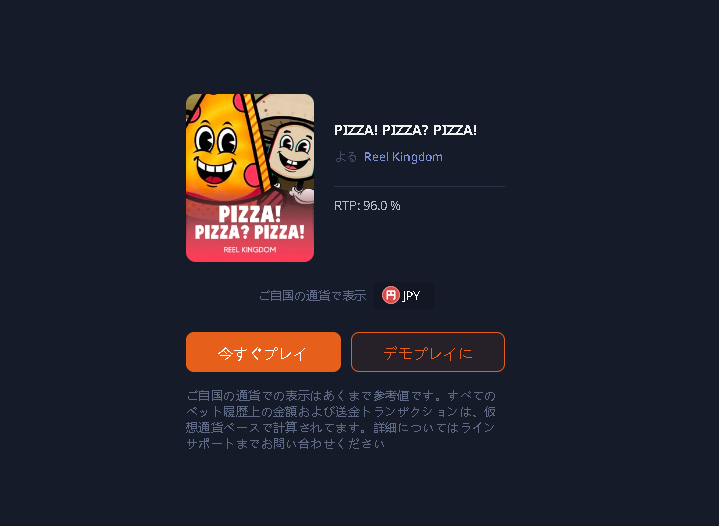 PIZZA!
PIZZA? PIZZA!
REEL KINGDOM
PIZZA! PIZZA? PIZZA!
よる Reel Kingdom
RTP: 96.0 %
ご自国の通貨で表示
円 JPY
今すぐプレイ
デモプレイに
ご自国の通貨での表示はあくまで参考値です。すべての
ベット履歴上の金額および送金トランザクションは、仮
想通貨ベースで計算されてます。詳細についてはライン
サポートまでお問い合わせください